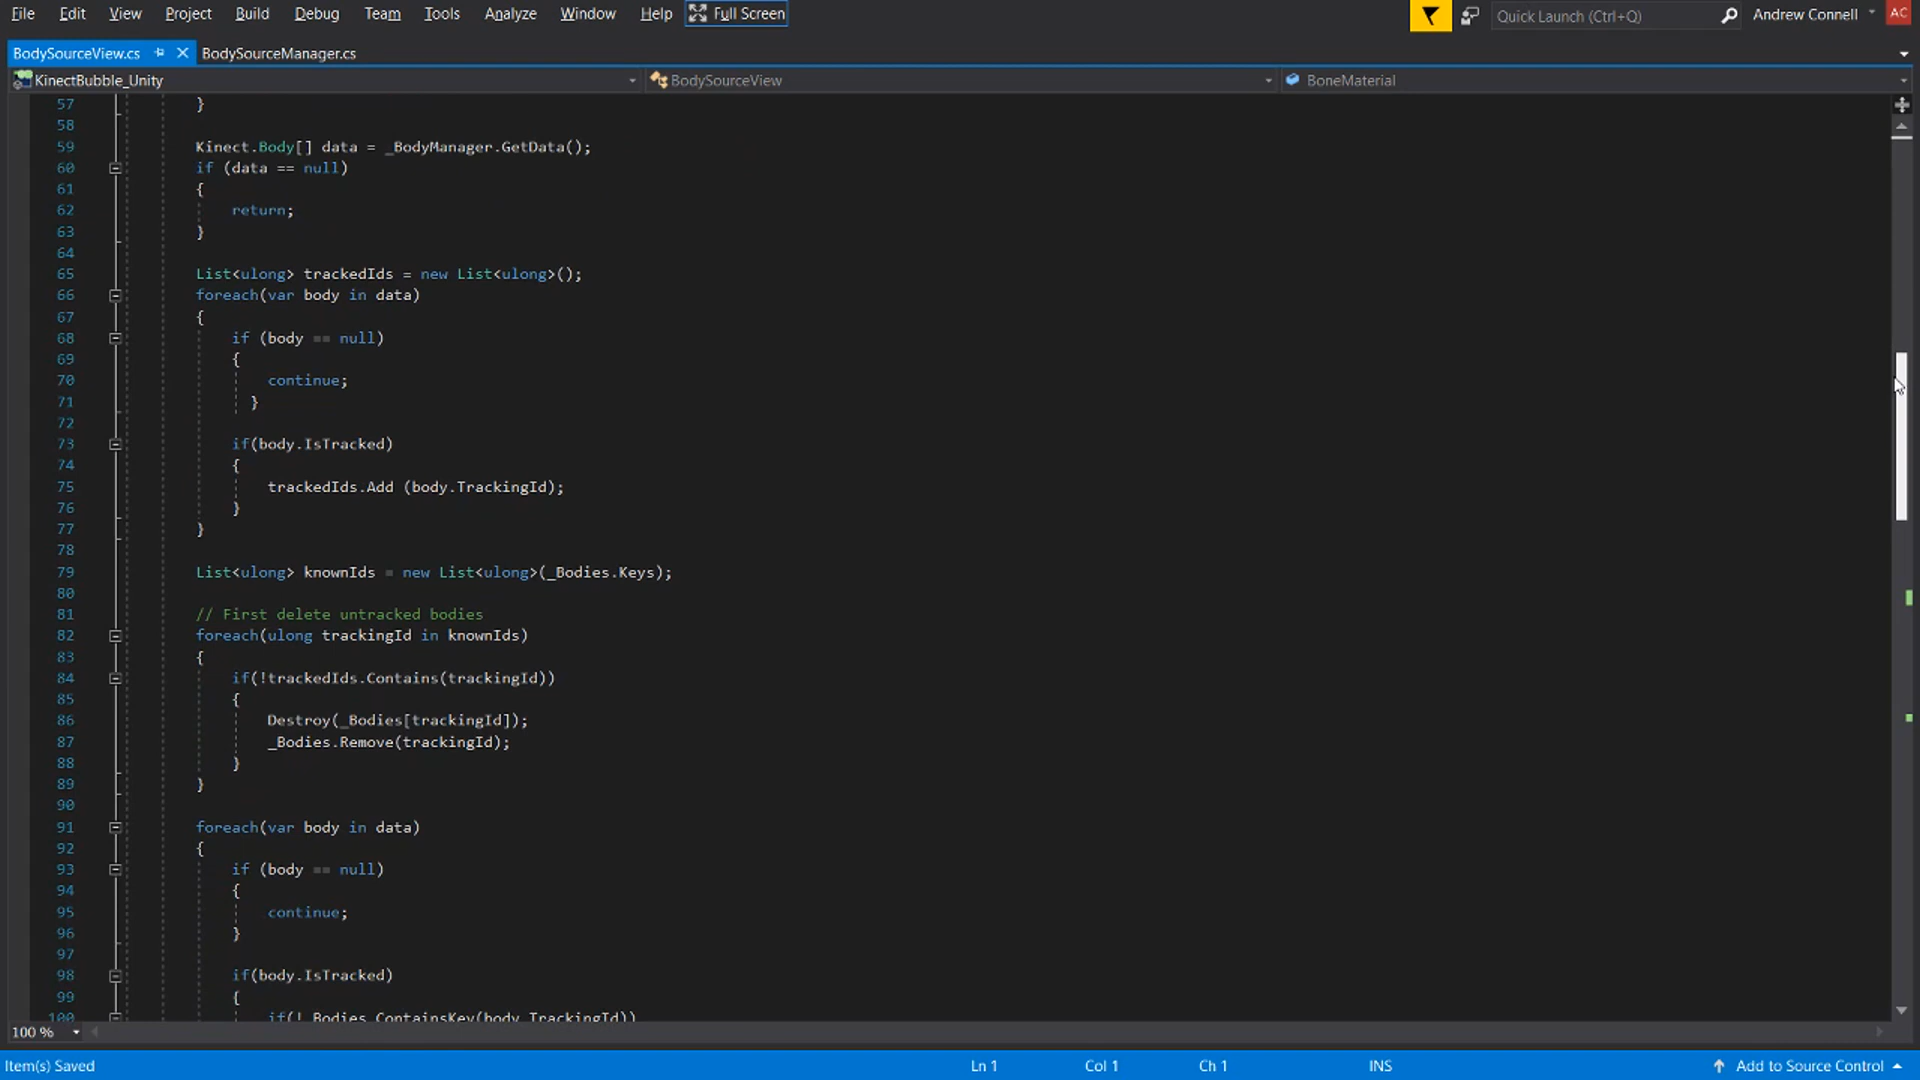 File Edit View Project Build Debug Team Tools Analyze Window Help Full Screen Quick Launch (Ctrl+Q) Andrew Connell AC
BodySourceView.cs BodySourceManager.cs
KinectBubble_Unity BodySourceView BoneMaterial
57 }
58
59 Kinect.Body[] data = _BodyManager.GetData();
60 if (data == null)
61 {
62 return;
63 }
64
65 List<ulong> trackedIds = new List<ulong>();
66 foreach(var body in data)
67 {
68 if (body == null)
69 {
70 continue;
71 }
72
73 if(body.IsTracked)
74 {
75 trackedIds.Add (body.TrackingId);
76 }
77 }
78
79 List<ulong> knownIds = new List<ulong>(_Bodies.Keys);
80
81 // First delete untracked bodies
82 foreach(ulong trackingId in knownIds)
83 {
84 if(!trackedIds.Contains(trackingId))
85 {
86 Destroy(_Bodies[trackingId]);
87 _Bodies.Remove(trackingId);
88 }
89 }
90
91 foreach(var body in data)
92 {
93 if (body == null)
94 {
95 continue;
96 }
97
98 if(body.IsTracked)
99 {
100 if(!_Bodies.ContainsKey(body.TrackingId))
100 %
Item(s) Saved Ln 1 Col 1 Ch 1 INS Add to Source Control